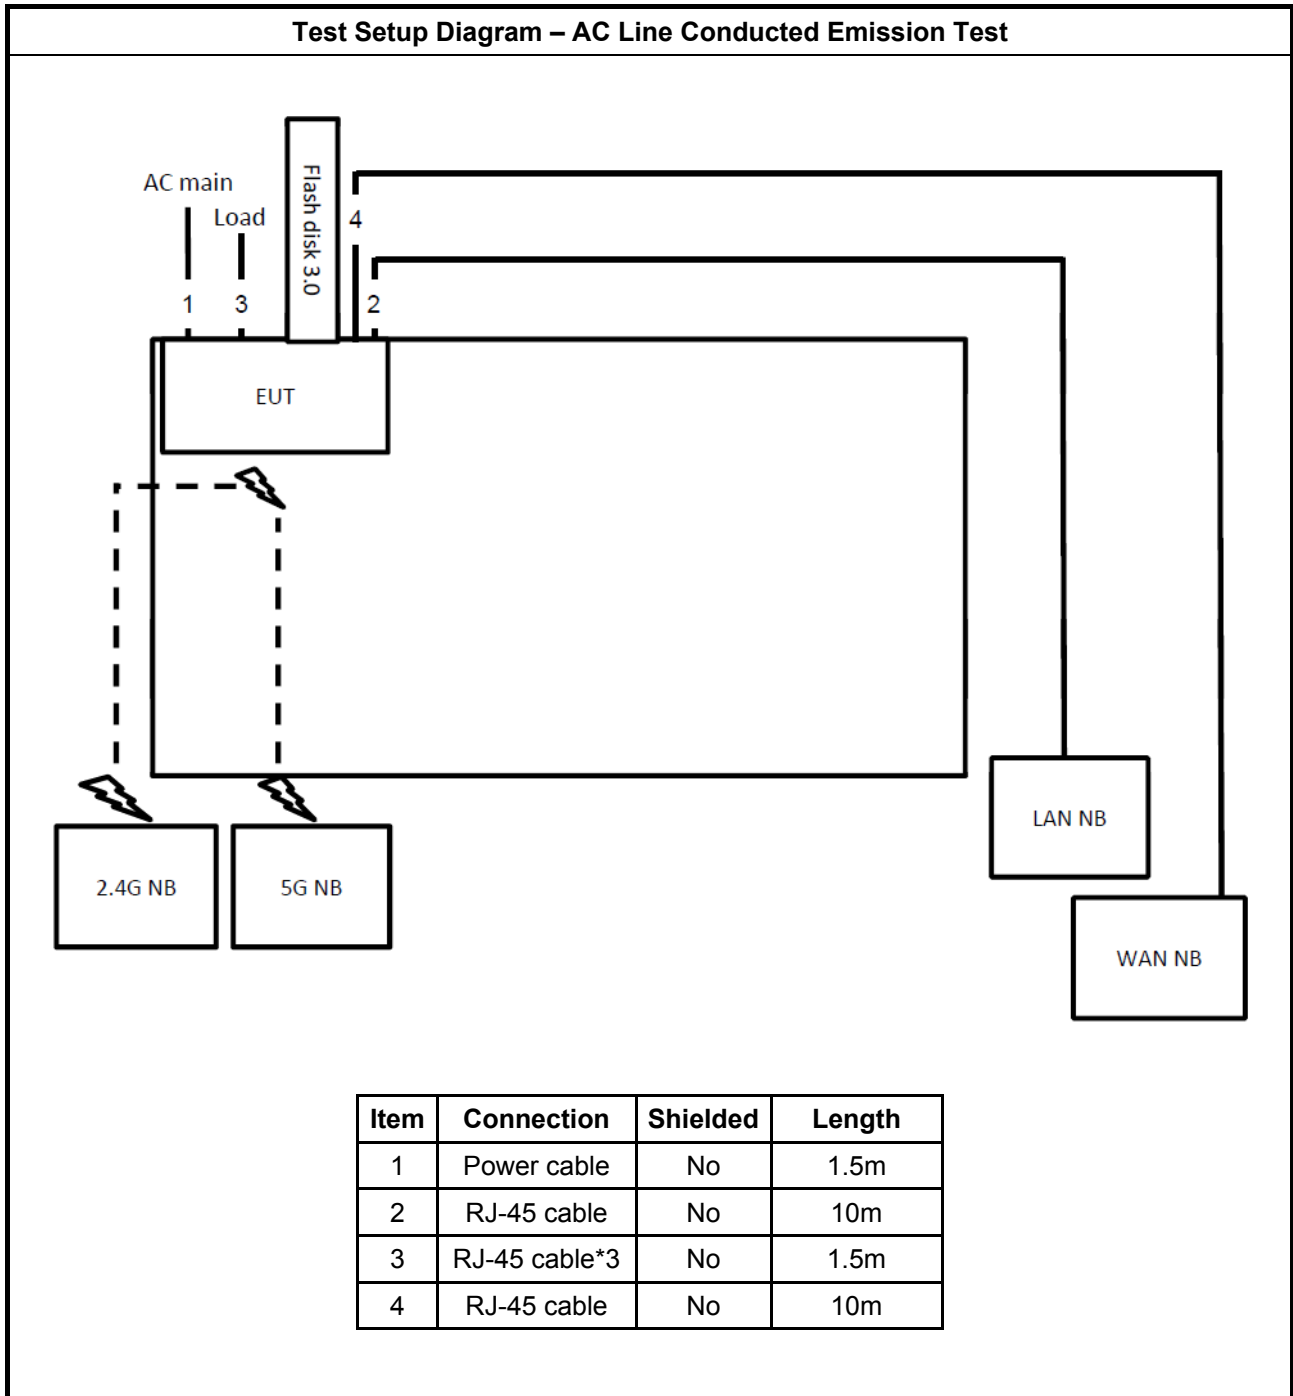 Test Setup Diagram – AC Line Conducted Emission Test
AC main
Load
Flash disk 3.0
4
1
3
2
EUT
LAN NB
2.4G NB
5G NB
WAN NB
Item Connection Shielded Length
1 Power cable No 1.5m
2 RJ-45 cable No 10m
3 RJ-45 cable*3 No 1.5m
4 RJ-45 cable No 10m